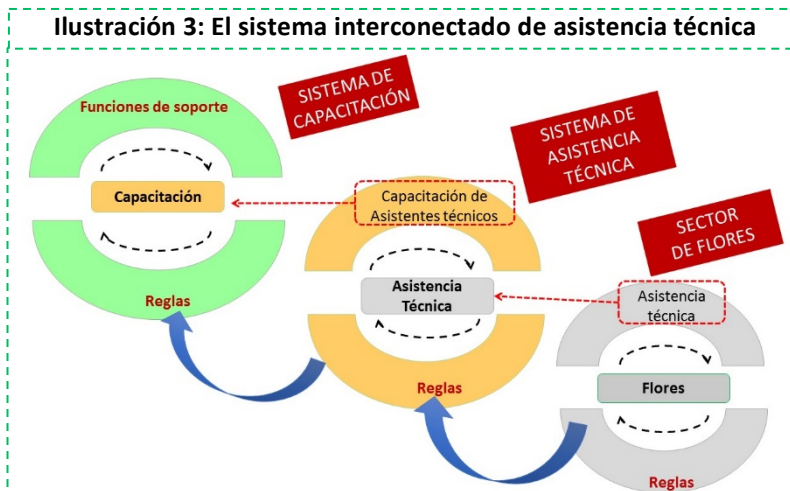 Ilustración 3: El sistema interconectado de asistencia técnica
Funciones de soporte
SISTEMA DE
CAPACITACIÓN
Capacitación
Reglas
SISTEMA DE
ASISTENCIA
TÉCNICA
Capacitación de
Asistentes técnicos
Asistencia
Técnica
Reglas
SECTOR
DE FLORES
Asistencia
técnica
Flores
Reglas